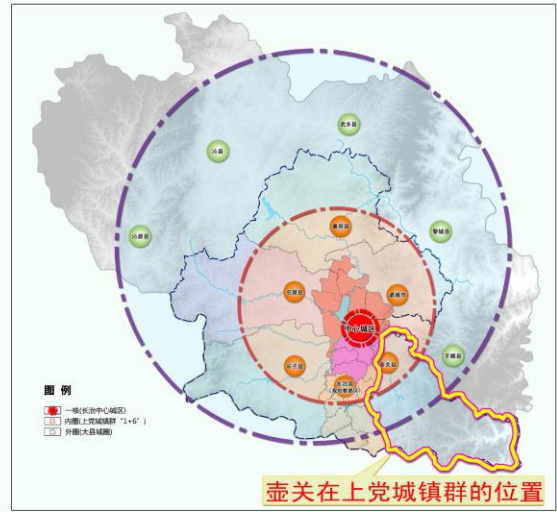 武乡县
沁县
沁源县
黎城县
襄垣县
屯留县
潞城市
中心城区
平顺县
长子县
壶关县
长治县
图 例
一核(长治中心城区)
内圈(上党城镇群“1+6”)
外圈(大县城圈)
壶关在上党城镇群的位置